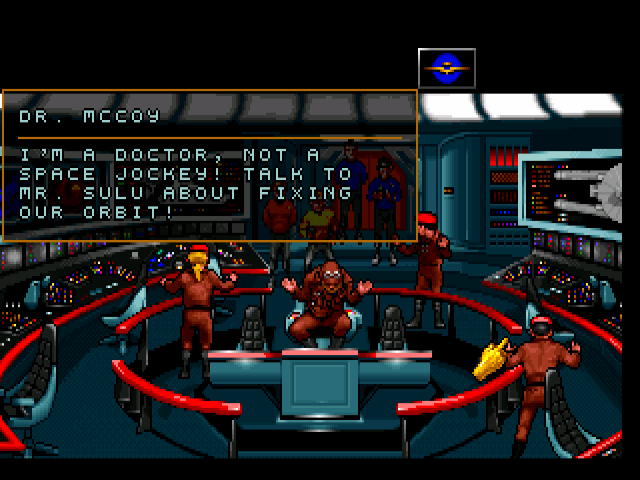 DR. MCCOY
I'M A DOCTOR, NOT A
SPACE JOCKEY! TALK TO
MR. SULU ABOUT FIXING
OUR ORBIT!